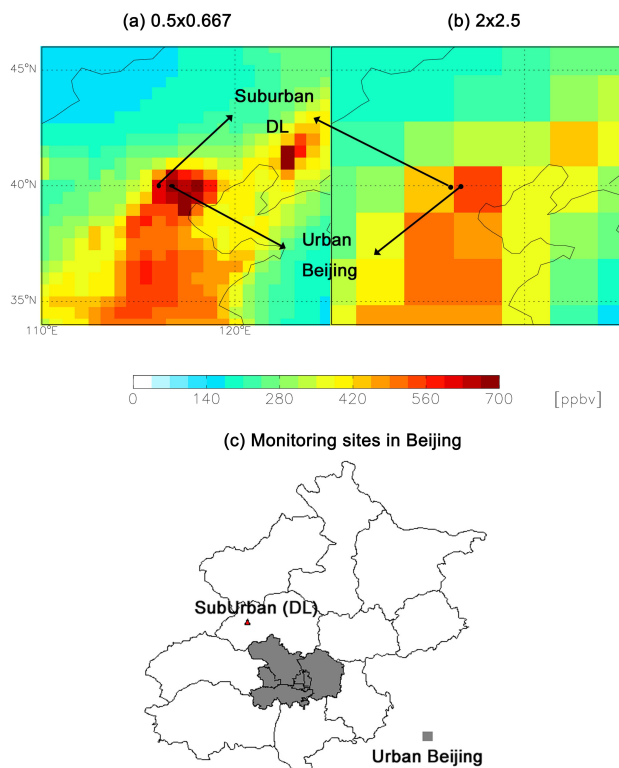 (a) 0.5x0.667
(b) 2x2.5
45°N
Suburban
DL
40°N
Urban
Beijing
35°N
110°E
120°E
0
140
280
420
560
700
[ppbv]
(c) Monitoring sites in Beijing
SubUrban (DL)
Urban Beijing